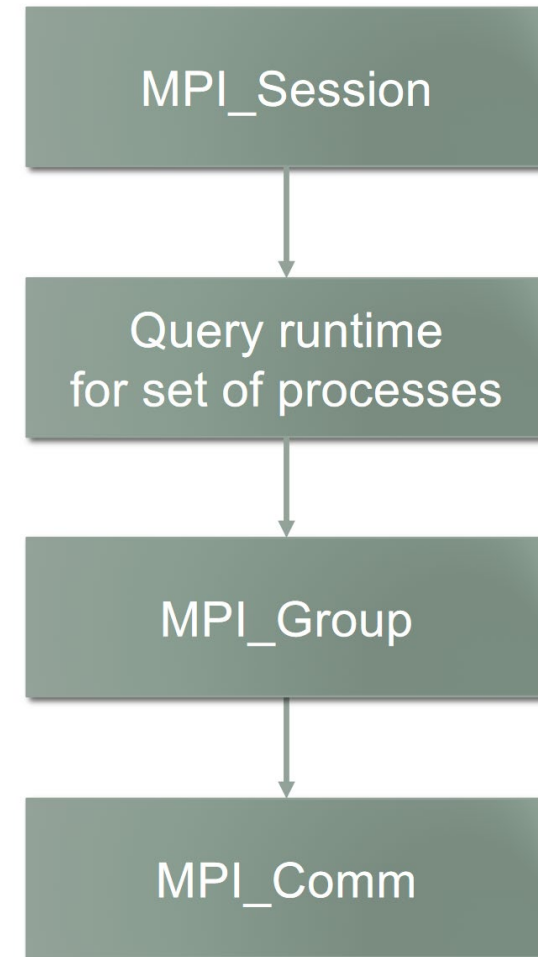 MPI_Session
Query runtime
for set of processes
MPI_Group
MPI_Comm